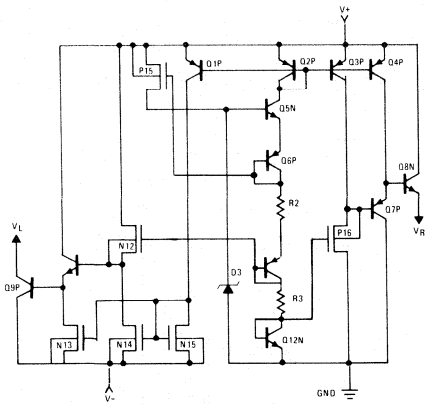 V+
P15
Q1P
Q2P
Q3P
Q4P
Q5N
Q6P
Q8N
R2
Q7P
VL
N12
P16
VR
D3
Q9P
R3
N13
N14
N15
Q12N
V-
GND